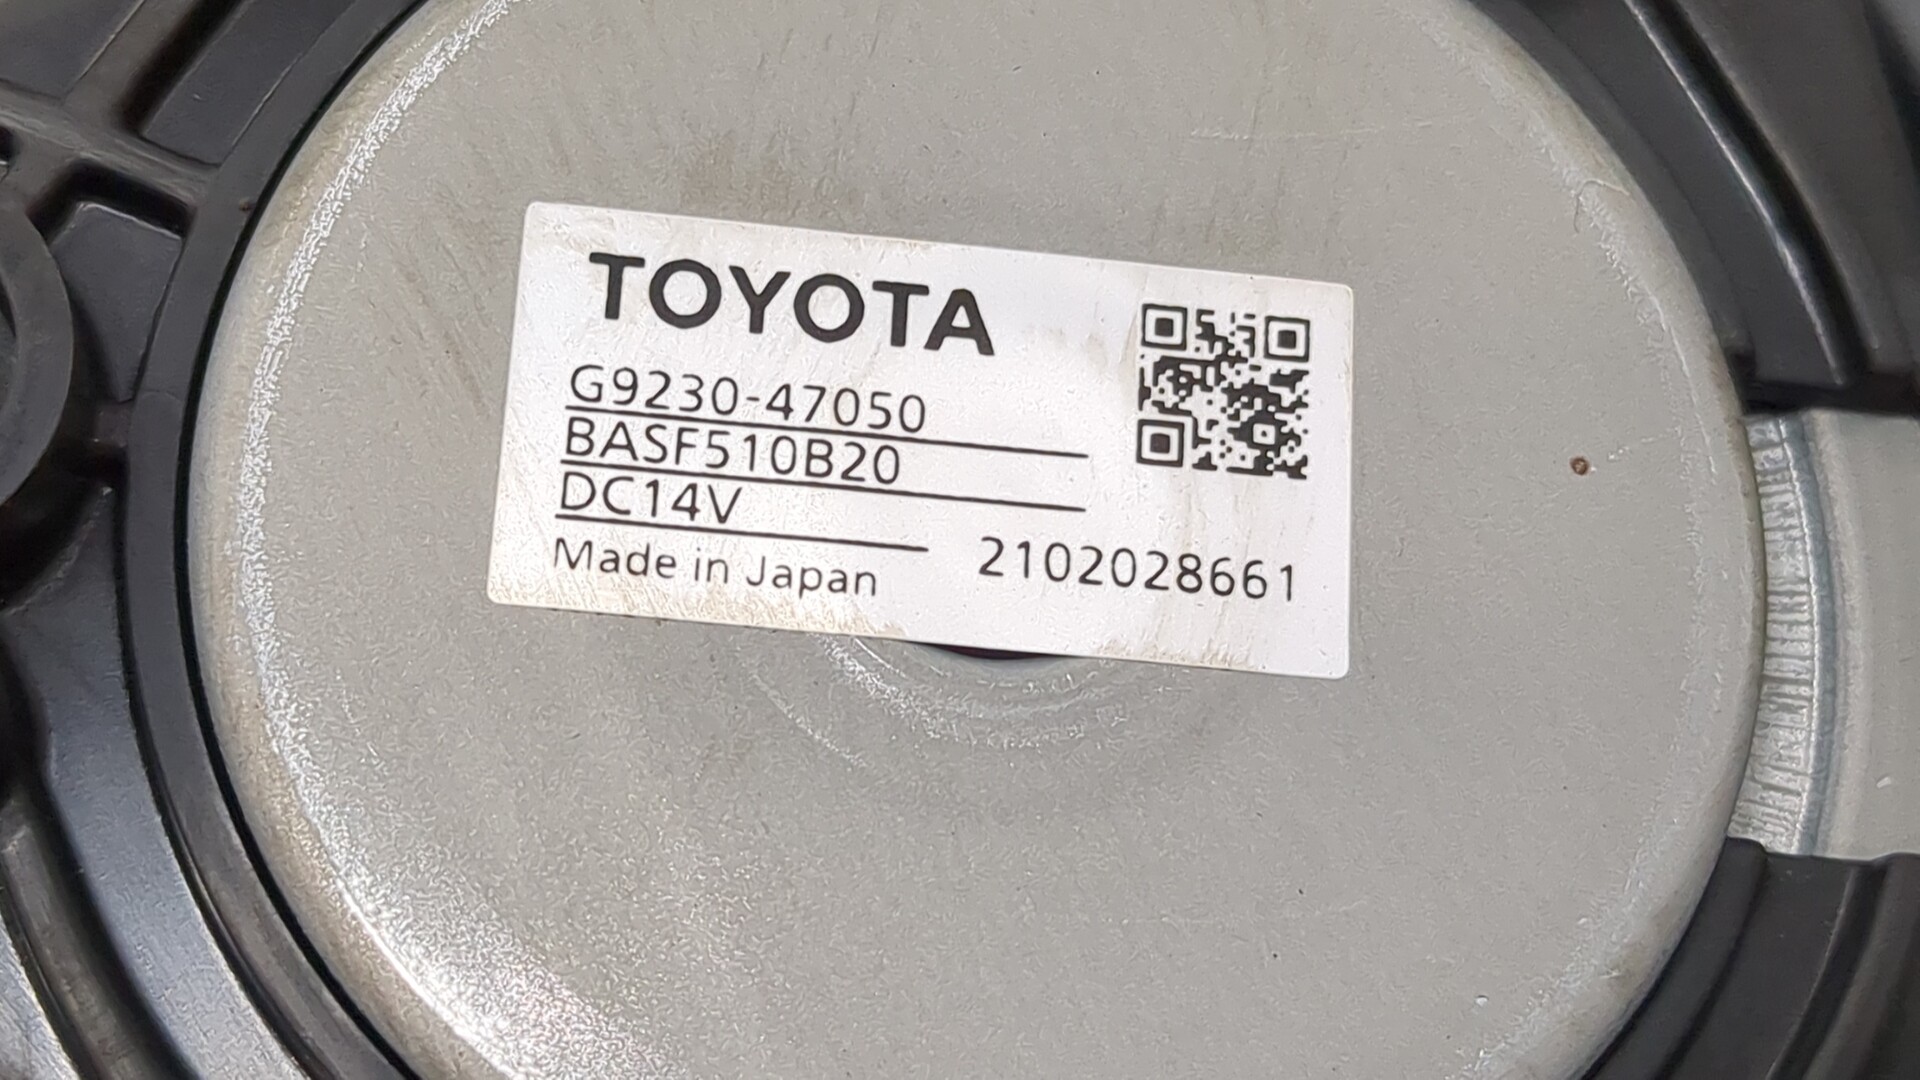 TOYOTA
G9230-47050
BASF510B20
DC14V
Made in Japan 2102028661